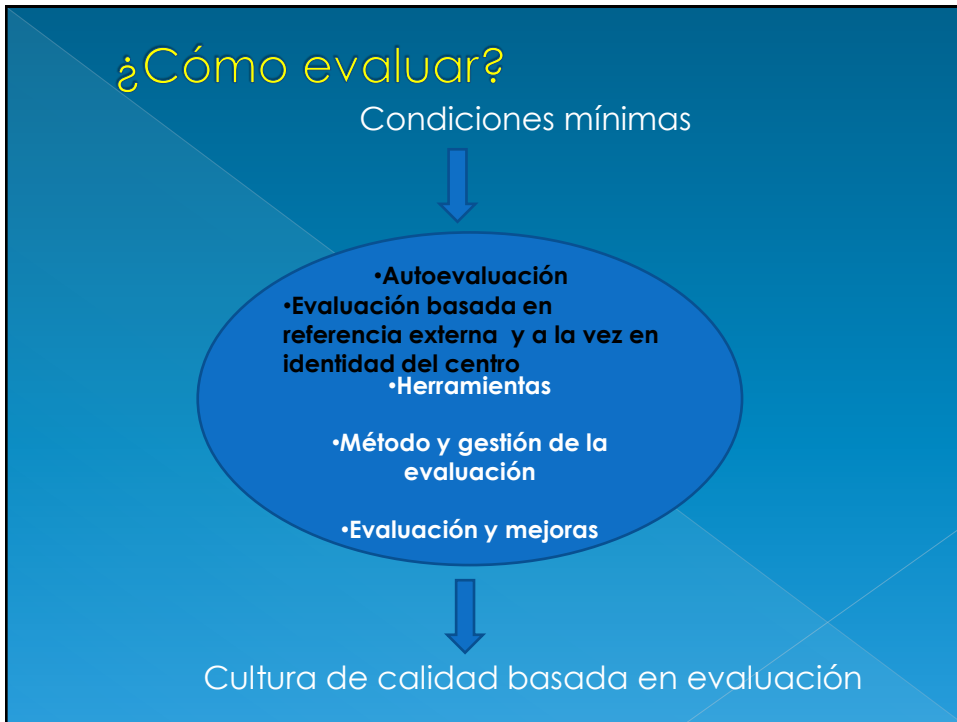 ¿Cómo evaluar?
Condiciones mínimas
•Autoevaluación
•Evaluación basada en
referencia externa y a la vez en
identidad del centro
•Herramientas
•Método y gestión de la
evaluación
•Evaluación y mejoras
Cultura de calidad basada en evaluación